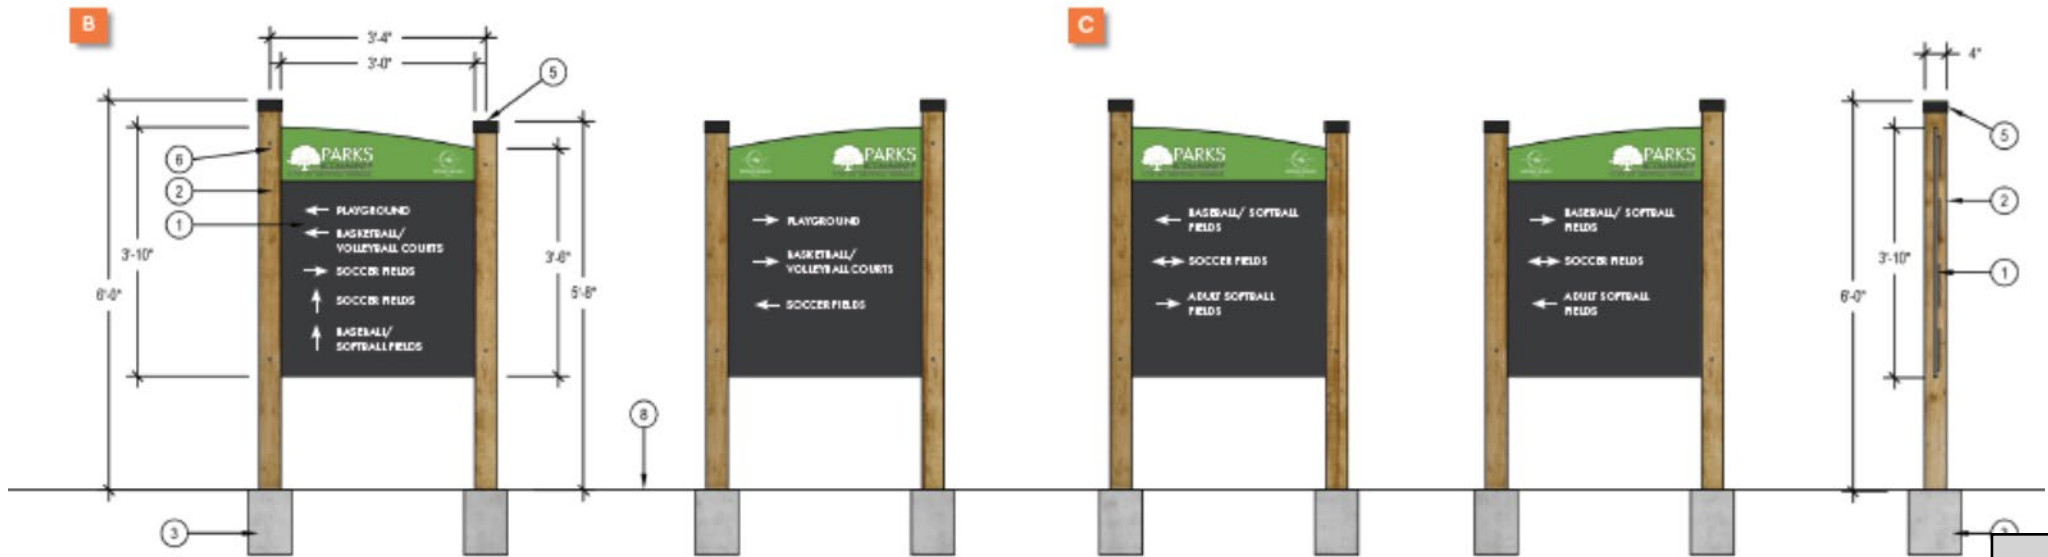 B
C
3'-4"
3'-0"
4"
5
6
2
1
3'-10"
6'-0"
3'-6"
5'-8"
8
3
PARKS
← PLAYGROUND
← BASKETBALL/
VOLLEYBALL COURTS
→ SOCCER FIELDS
↑ SOCCER FIELDS
↑ BASEBALL/
SOFTBALL FIELDS
PARKS
→ PLAYGROUND
→ BASKETBALL/
VOLLEYBALL COURTS
← SOCCER FIELDS
PARKS
← BASEBALL/ SOFTBALL
FIELDS
↔ SOCCER FIELDS
→ ADULT SOFTBALL
FIELDS
PARKS
→ BASEBALL/ SOFTBALL
FIELDS
↔ SOCCER FIELDS
← ADULT SOFTBALL
FIELDS
5
2
3'-10"
1
6'-0"